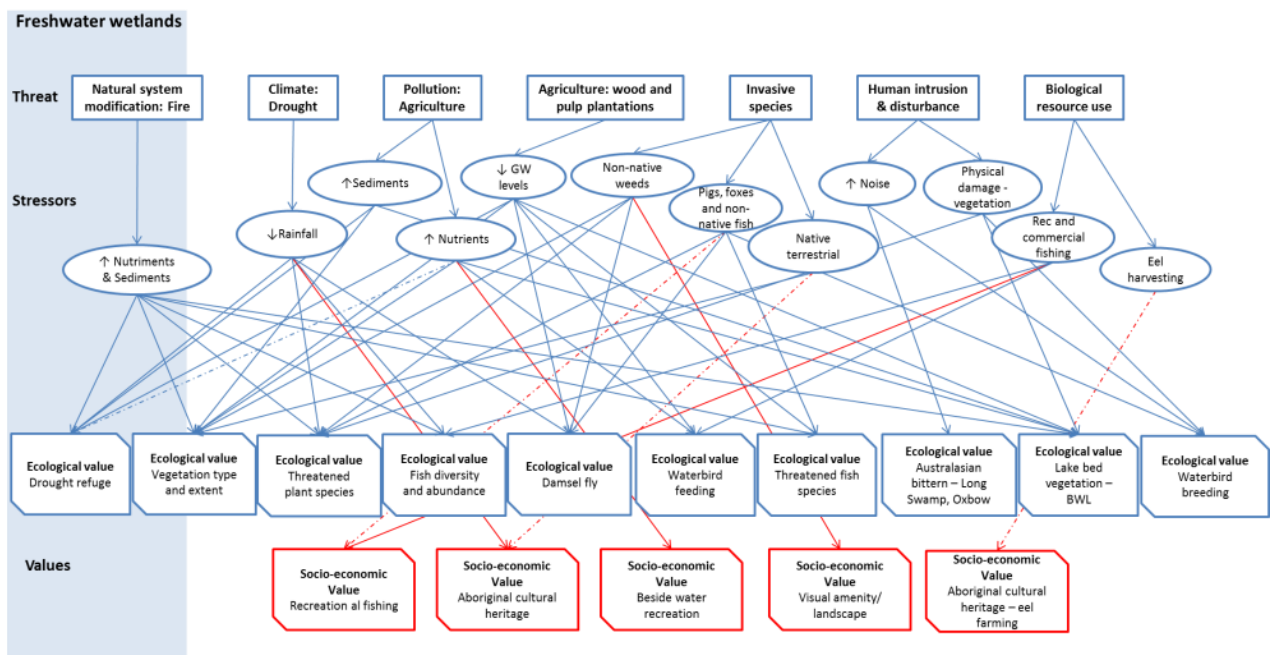 Freshwater wetlands
Threat
Natural system
modification: Fire
Climate:
Drought
Pollution:
Agriculture
Agriculture: wood and
pulp plantations
Invasive
species
Human intrusion
& disturbance
Biological
resource use
Stressors
↑Sediments
↓ GW
levels
Non-native
weeds
Pigs, foxes
and non-
native fish
↑ Noise
Physical
damage -
vegetation
↓Rainfall
↑ Nutrients
Native
terrestrial
Rec and
commercial
fishing
↑ Nutriments
& Sediments
Eel
harvesting
Values
Ecological value
Drought refuge
Ecological value
Vegetation type
and extent
Ecological value
Threatened
plant species
Ecological value
Fish diversity
and abundance
Ecological value
Damsel fly
Ecological value
Waterbird
feeding
Ecological value
Threatened fish
species
Ecological value
Australasian
bittern – Long
Swamp, Oxbow
Ecological value
Lake bed
vegetation –
BWL
Ecological value
Waterbird
breeding
Socio-economic
Value
Recreation al fishing
Socio-economic
Value
Aboriginal cultural
heritage
Socio-economic
Value
Beside water
recreation
Socio-economic
Value
Visual amenity/
landscape
Socio-economic
Value
Aboriginal cultural
heritage – eel
farming